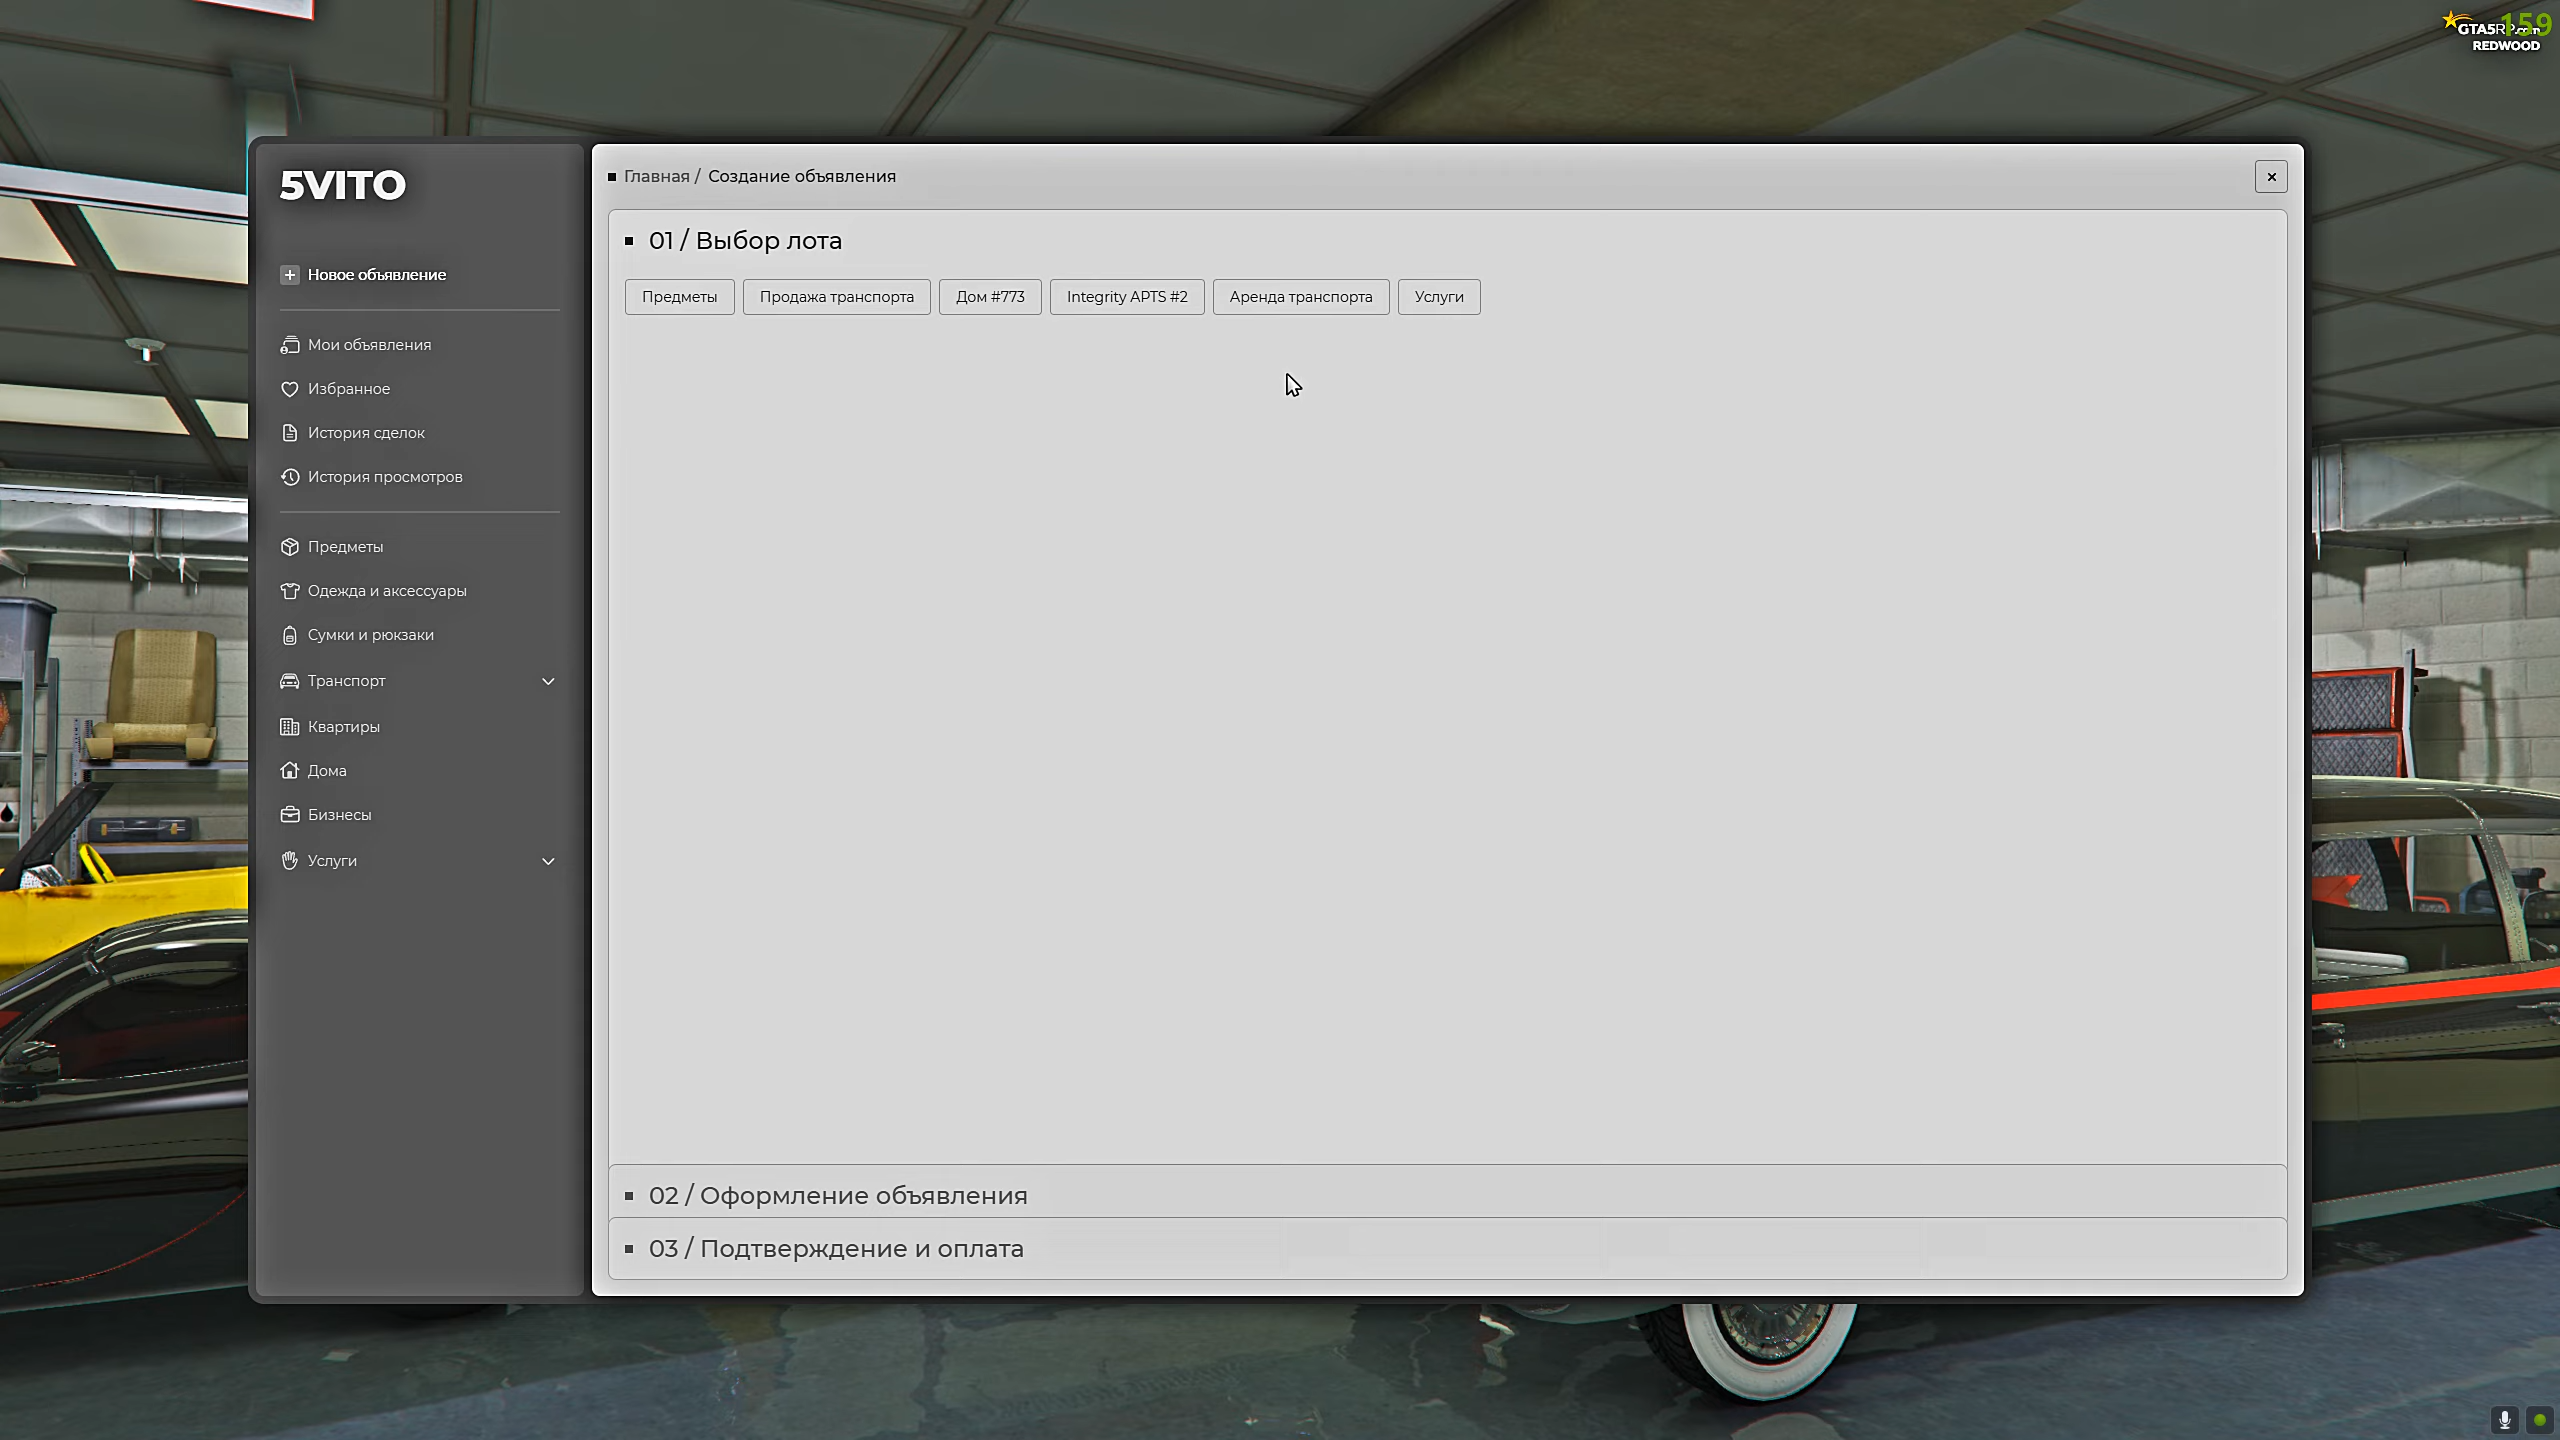 GTA5RP.com
159
REDWOOD
5VITO
Новое объявление
Мои объявления
Избранное
История сделок
История просмотров
Предметы
Одежда и аксессуары
Сумки и рюкзаки
Транспорт
Квартиры
Дома
Бизнесы
Услуги
Главная / Создание объявления
01 / Выбор лота
Предметы
Продажа транспорта
Дом #773
Integrity APTS #2
Аренда транспорта
Услуги
02 / Оформление объявления
03 / Подтверждение и оплата